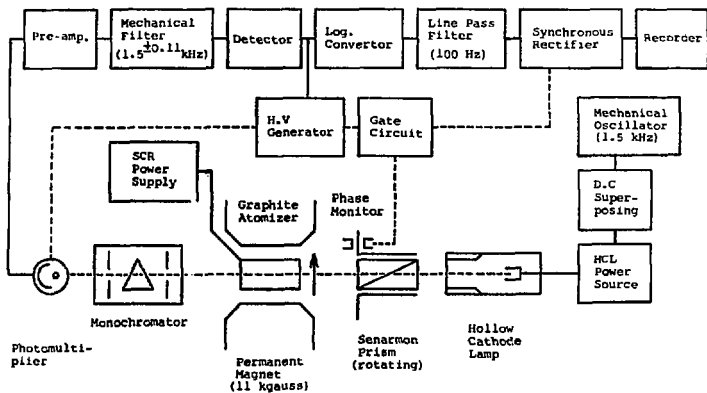 Pre-amp.
Mechanical
Filter
(1.5±0.11kHz)
Detector
Log.
Convertor
Line Pass
Filter
(100 Hz)
Synchronous
Rectifier
Recorder
H.V
Generator
Gate
Circuit
Mechanical
Oscillator
(1.5 kHz)
SCR
Power
Supply
Graphite
Atomizer
Phase
Monitor
D.C
Super-
posing
HCL
Power
Source
Monochromator
Photomulti-
plier
Permanent
Magnet
(11 kgauss)
Senarmon
Prism
(rotating)
Hollow
Cathode
Lamp